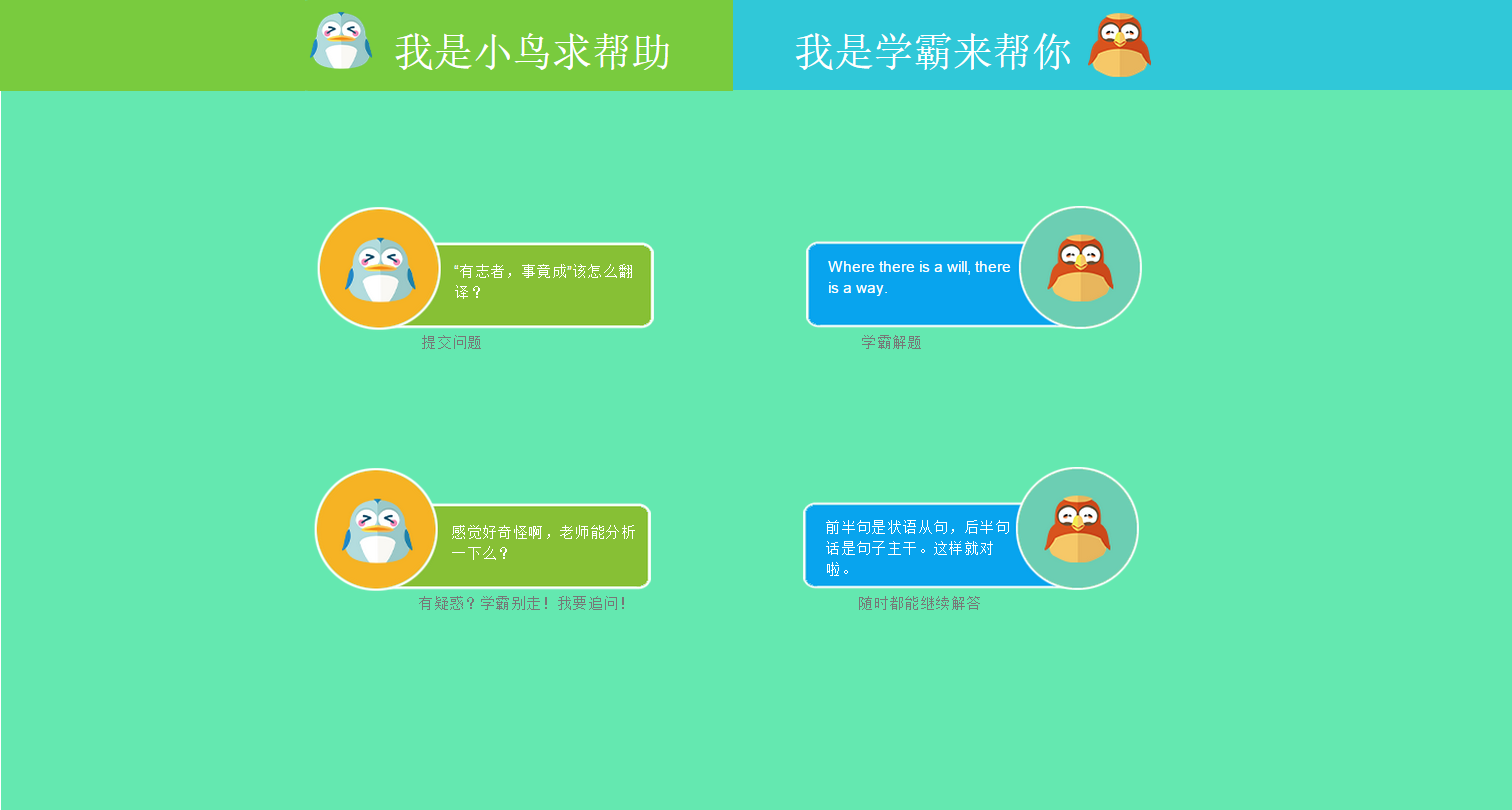 我是小鸟求帮助
我是学霸来帮你
“有志者，事竟成”该怎么翻
译？
提交问题
Where there is a will, there
is a way.
学霸解题
感觉好奇怪啊，老师能分析
一下么？
有疑惑？学霸别走！我要追问！
前半句是状语从句，后半句
话是句子主干。这样就对
啦。
随时都能继续解答